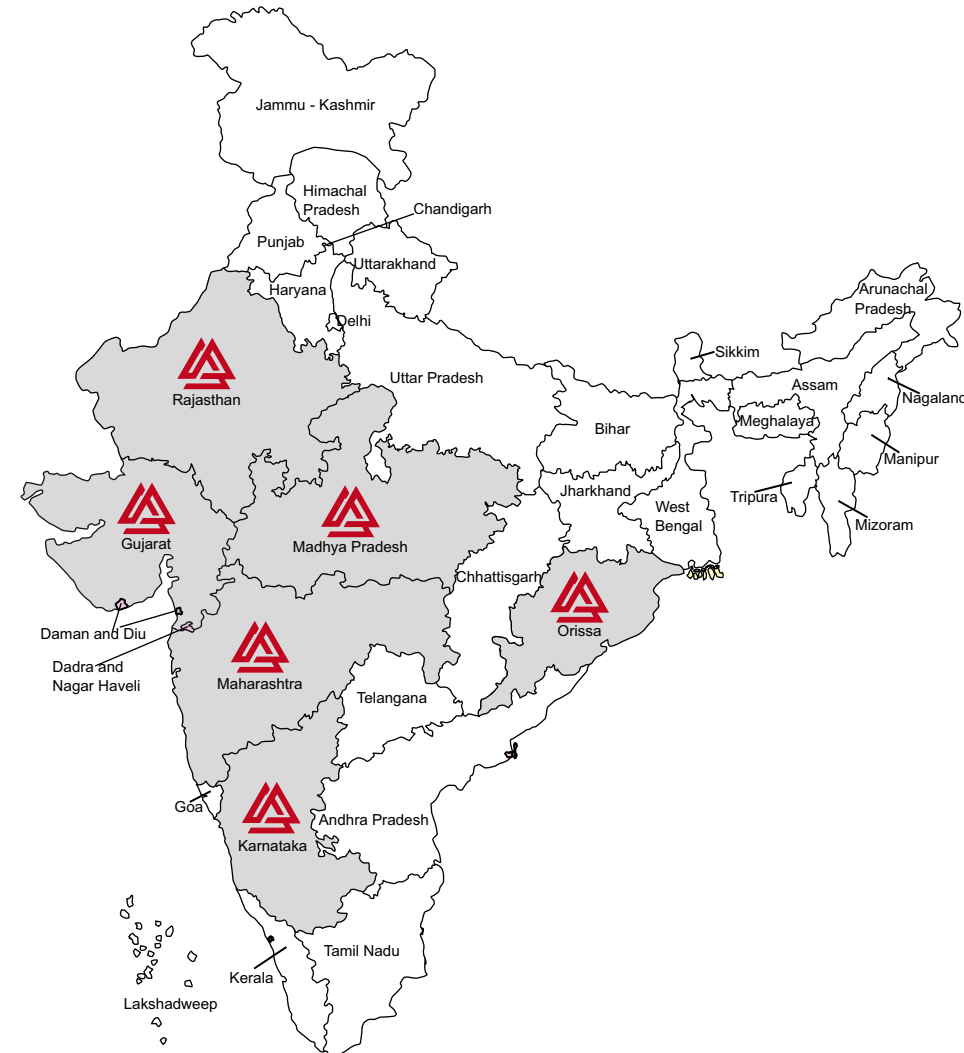 Jammu - Kashmir
Himachal
Pradesh
Chandigarh
Punjab
Uttarakhand
Haryana
Arunachal
Pradesh
Delhi
Sikkim
Uttar Pradesh
Assam
Rajasthan
Nagaland
Meghalaya
Bihar
Manipur
Jharkhand
Tripura
West
Bengal
Mizoram
Gujarat
Madhya Pradesh
Chhattisgarh
Orissa
Daman and Diu
Dadra and
Nagar Haveli
Maharashtra
Telangana
Goa
Andhra Pradesh
Karnataka
Tamil Nadu
Kerala
Lakshadweep